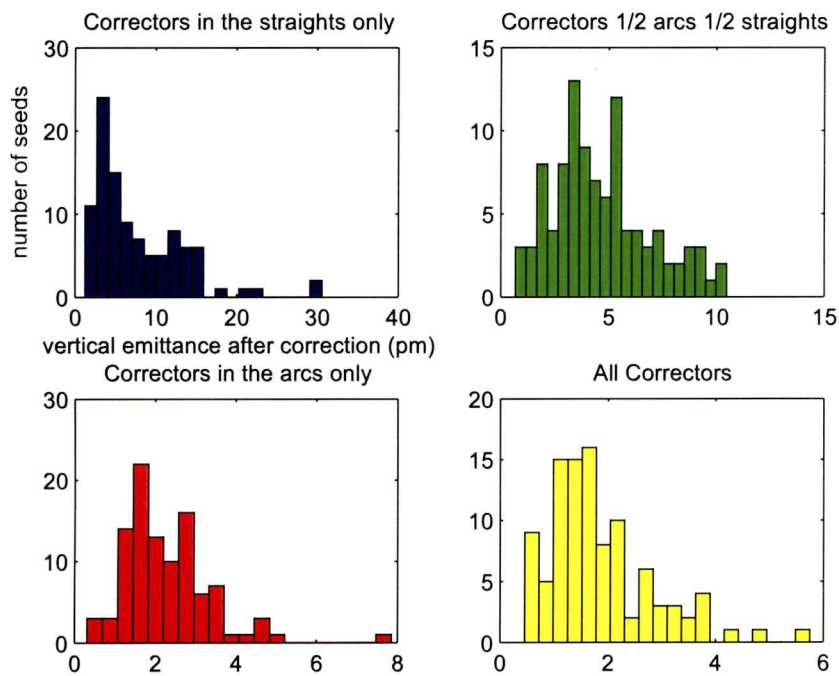 Correctors in the straights only
30
20
10
0
number of seeds
0 10 20 30 40
vertical emittance after correction (pm)
Correctors 1/2 arcs 1/2 straights
15
10
5
0
0 5 10 15
Correctors in the arcs only
30
20
10
0
0 2 4 6 8
All Correctors
20
15
10
5
0
0 2 4 6